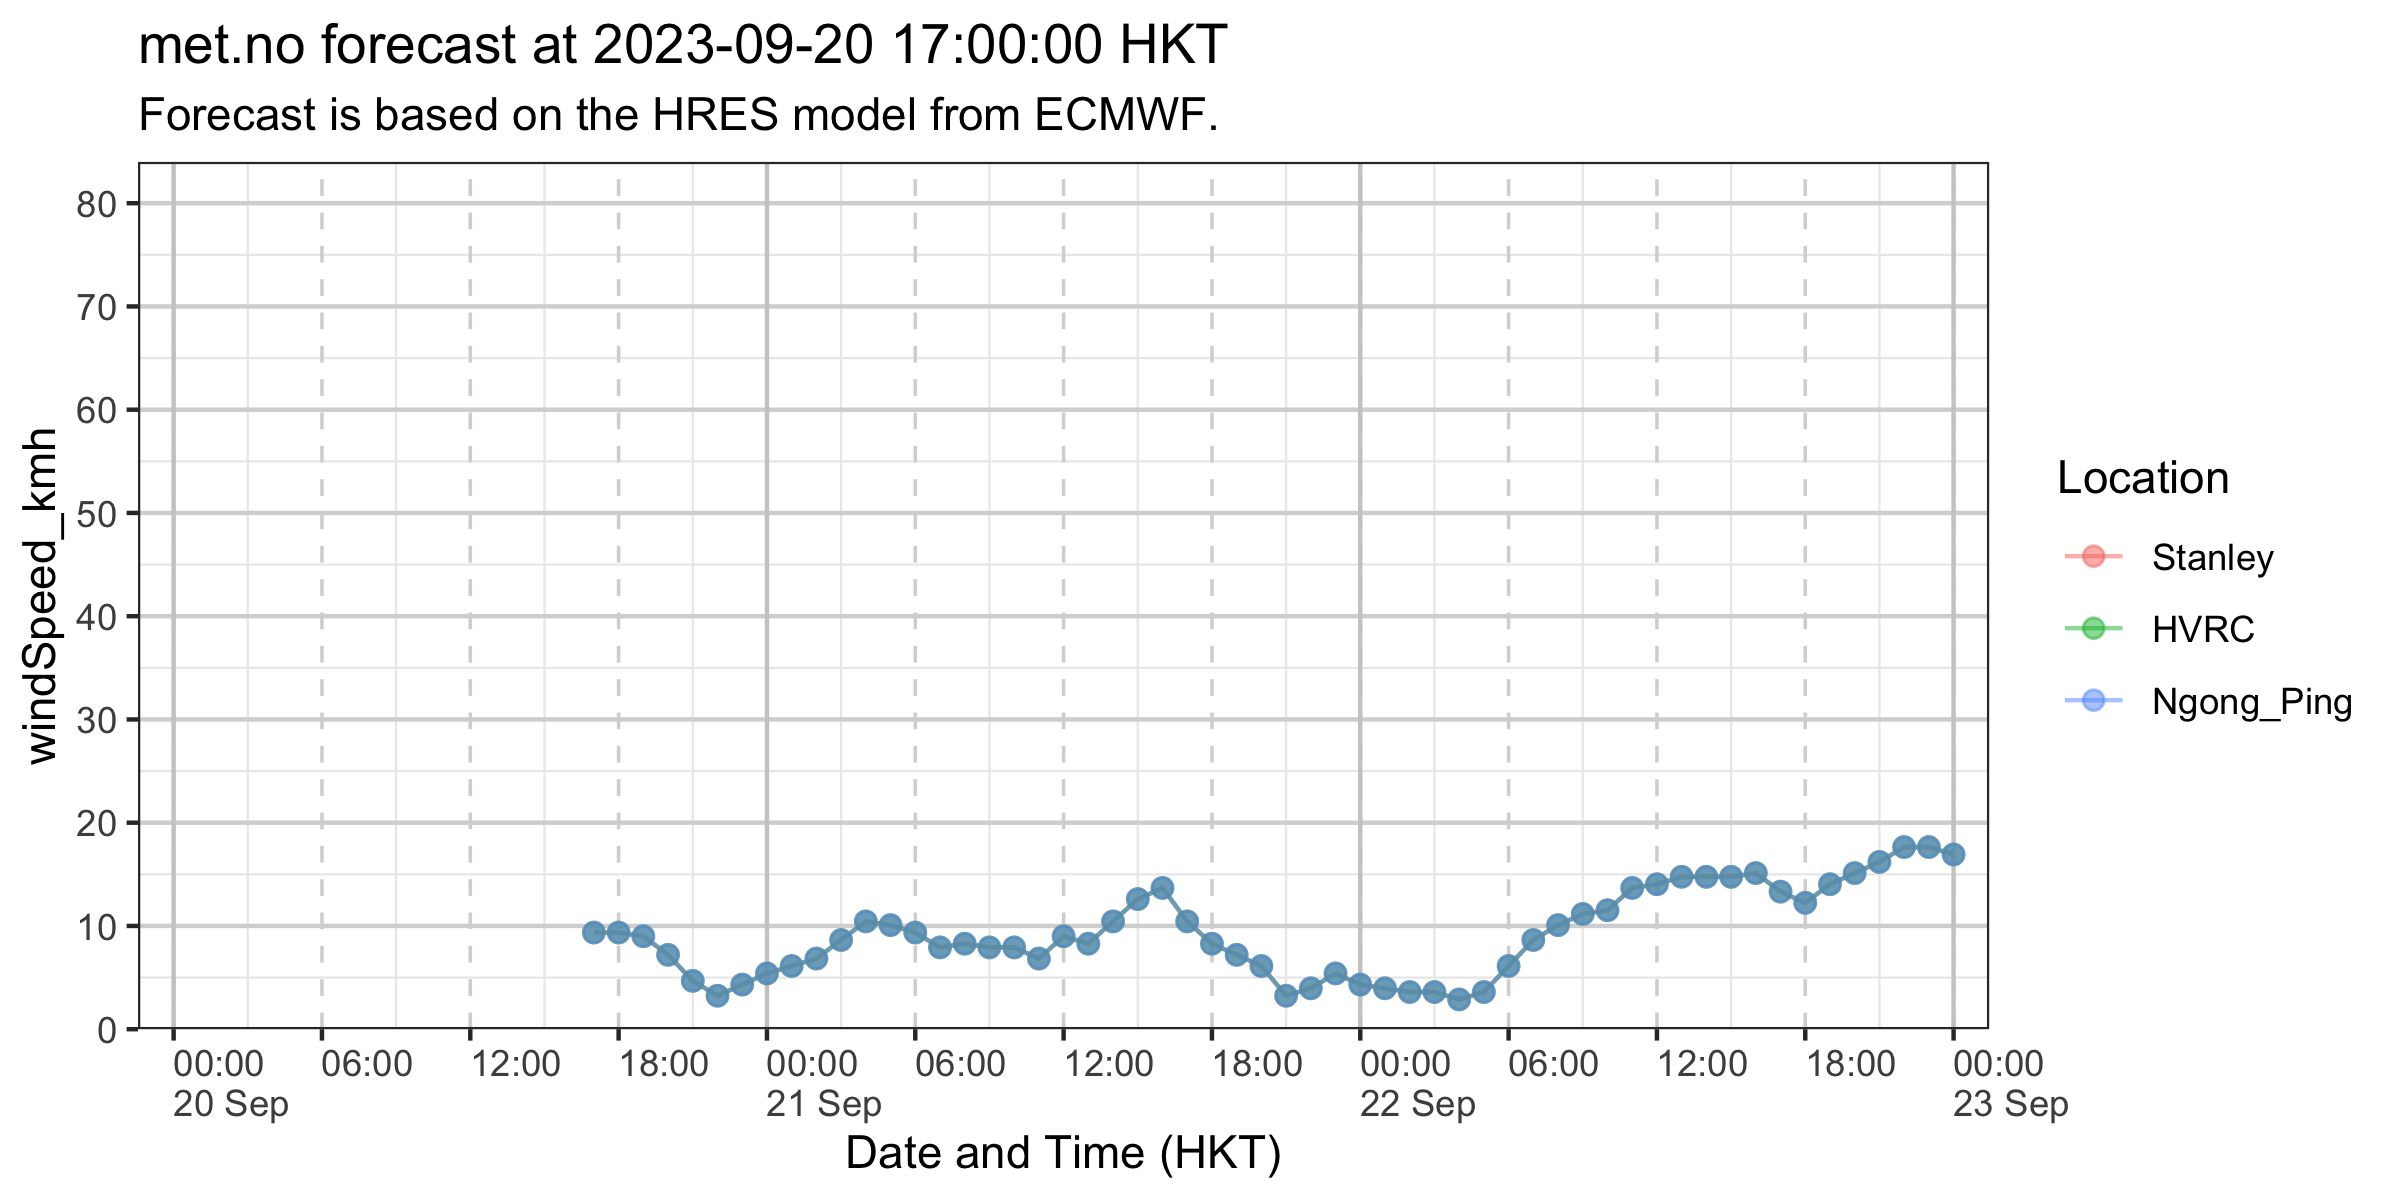 met.no forecast at 2023-09-20 17:00:00 HKT
Forecast is based on the HRES model from ECMWF.
windSpeed_kmh
80
70
60
50
40
30
20
10
0
00:00 06:00 12:00 18:00 00:00 06:00 12:00 18:00 00:00 06:00 12:00 18:00 00:00
20 Sep 21 Sep 22 Sep 23 Sep
Date and Time (HKT)
Location
Stanley
HVRC
Ngong_Ping